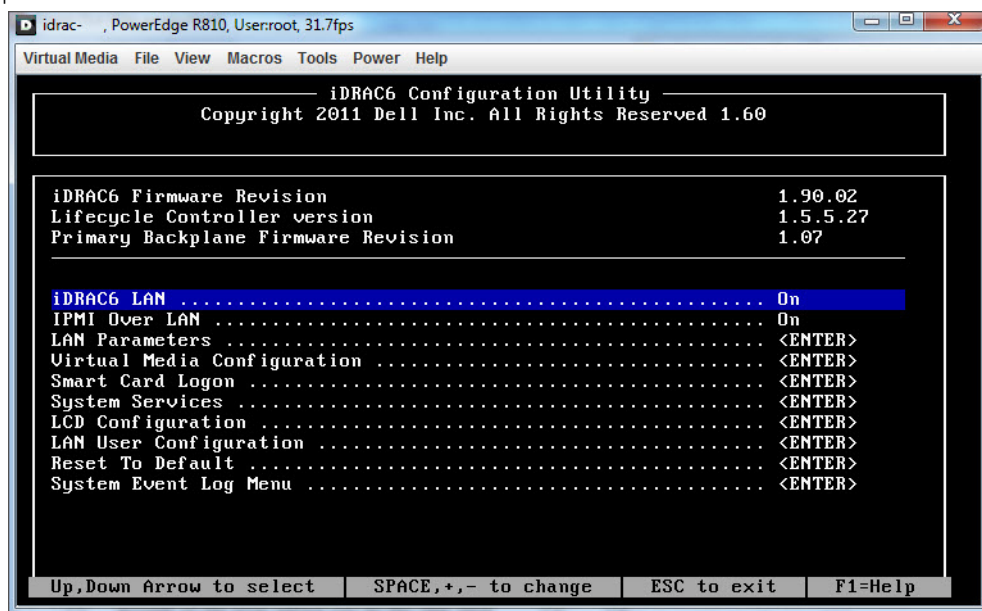 idrac- , PowerEdge R810, User:root, 31.7fps
Virtual Media File View Macros Tools Power Help
iDRAC6 Configuration Utility
Copyright 2011 Dell Inc. All Rights Reserved 1.60
iDRAC6 Firmware Revision 1.90.02
Lifecycle Controller version 1.5.5.27
Primary Backplane Firmware Revision 1.07
iDRAC6 LAN ................................................... On
IPMI Over LAN ................................................ On
LAN Parameters .............................................. <ENTER>
Virtual Media Configuration ................................. <ENTER>
Smart Card Logon ............................................. <ENTER>
System Services .............................................. <ENTER>
LCD Configuration ............................................ <ENTER>
LAN User Configuration ....................................... <ENTER>
Reset To Default ............................................. <ENTER>
System Event Log Menu ........................................ <ENTER>
Up,Down Arrow to select SPACE,+,- to change ESC to exit F1=Help